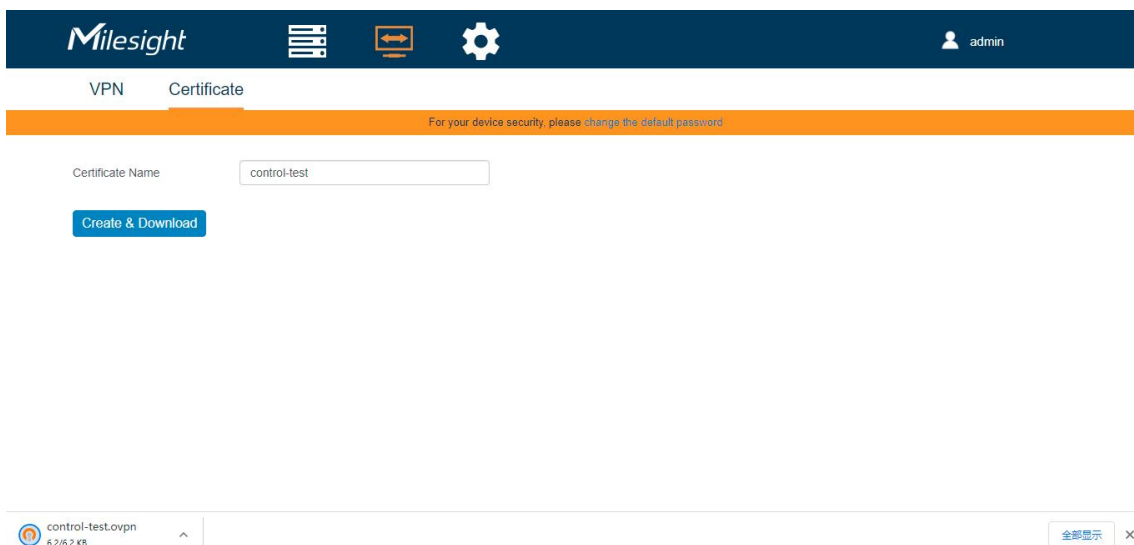 Milesight
admin
VPN Certificate
For your device security, please change the default password
Certificate Name control-test
Create & Download
control-test.ovpn
6.2/6.2 KB
全部显示